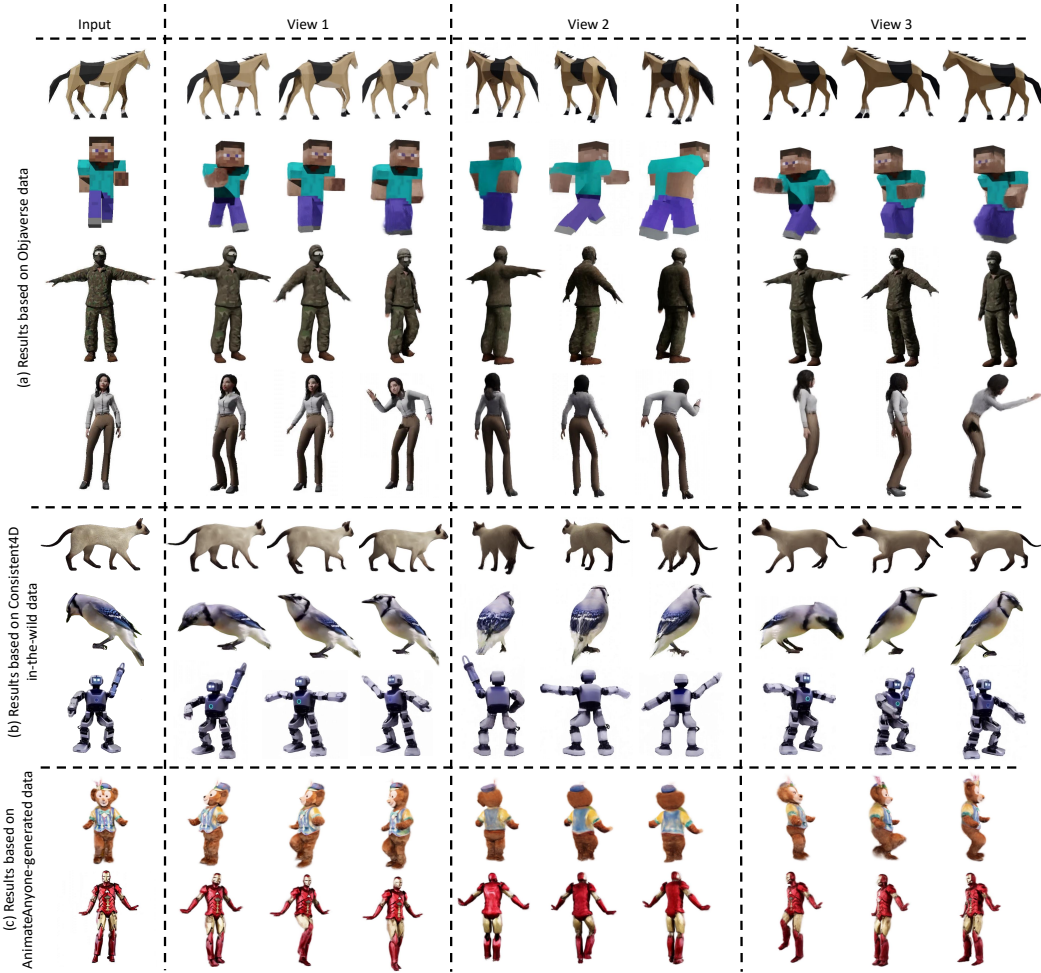 Input
View 1
View 2
View 3
(a) Results based on Objaverse data
(b) Results based on Consistent4D
in-the-wild data
(c) Results based on
AnimateAnyone-generated data